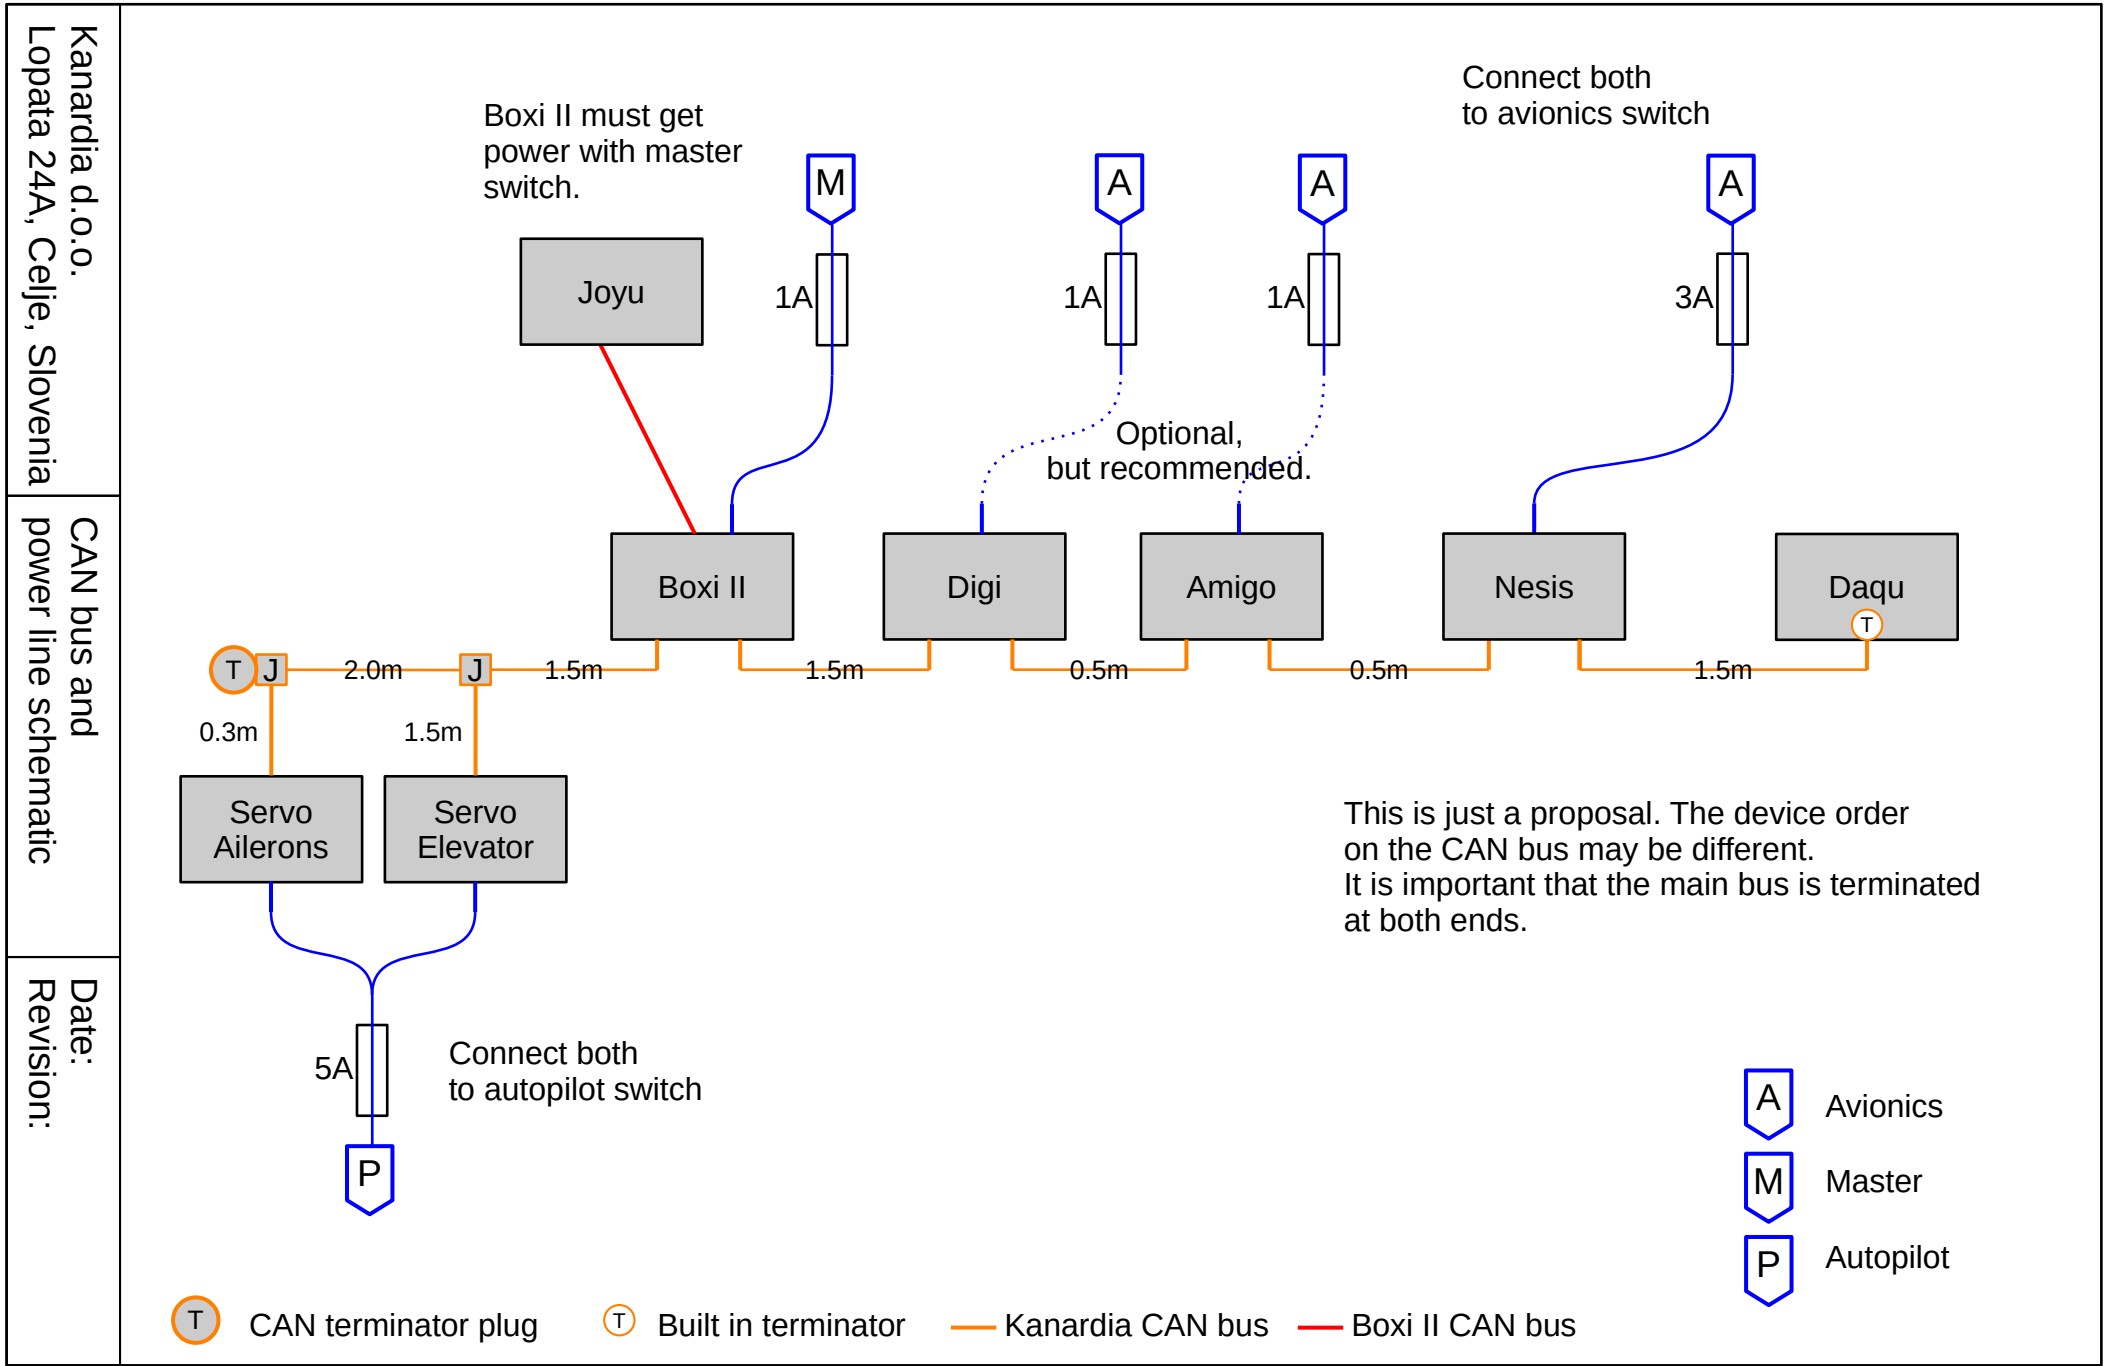 Kanardia d.o.o.
Lopata 24A, Celje, Slovenia
CAN bus and
power line schematic
Date:
Revision:
Boxi II must get
power with master
switch.
Connect both
to avionics switch
M
A
A
A
Joyu
1A
1A
1A
3A
Optional,
but recommended.
Boxi II
Digi
Amigo
Nesis
Daqu
T
T
J
2.0m
J
1.5m
1.5m
0.5m
0.5m
1.5m
0.3m
1.5m
Servo
Ailerons
Servo
Elevator
This is just a proposal. The device order
on the CAN bus may be different.
It is important that the main bus is terminated
at both ends.
5A
Connect both
to autopilot switch
P
A
Avionics
M
Master
P
Autopilot
T
CAN terminator plug
T
Built in terminator
Kanardia CAN bus
Boxi II CAN bus